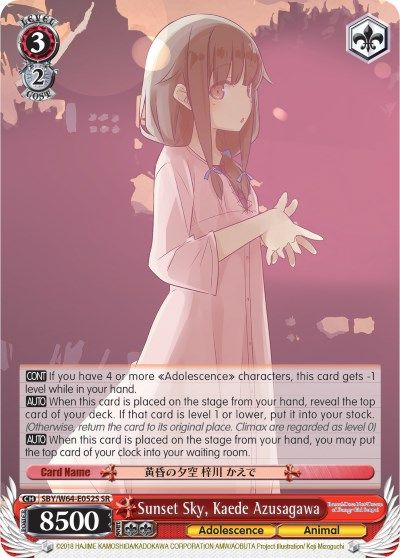 LEVEL
3
2
COST
CONT If you have 4 or more «Adolescence» characters, this card gets -1
level while in your hand.
AUTO When this card is placed on the stage from your hand, reveal the top
card of your deck. If that card is level 1 or lower, put it into your stock.
(Otherwise, return the card to its original place. Climax are regarded as level 0)
AUTO When this card is placed on the stage from your hand, you may put
the top card of your clock into your waiting room.
Card Name 黄昏の夕空 梓川 かえで
CH SBY/W64-E052S SR
Sunset Sky, Kaede Azusagawa
POWER
8500
Adolescence
Animal
©2018 HAJIME KAMOSHIDA/KADOKAWA CORPORATION AMW/AOBUTA Project Illustration/ Keji Mizoguchi